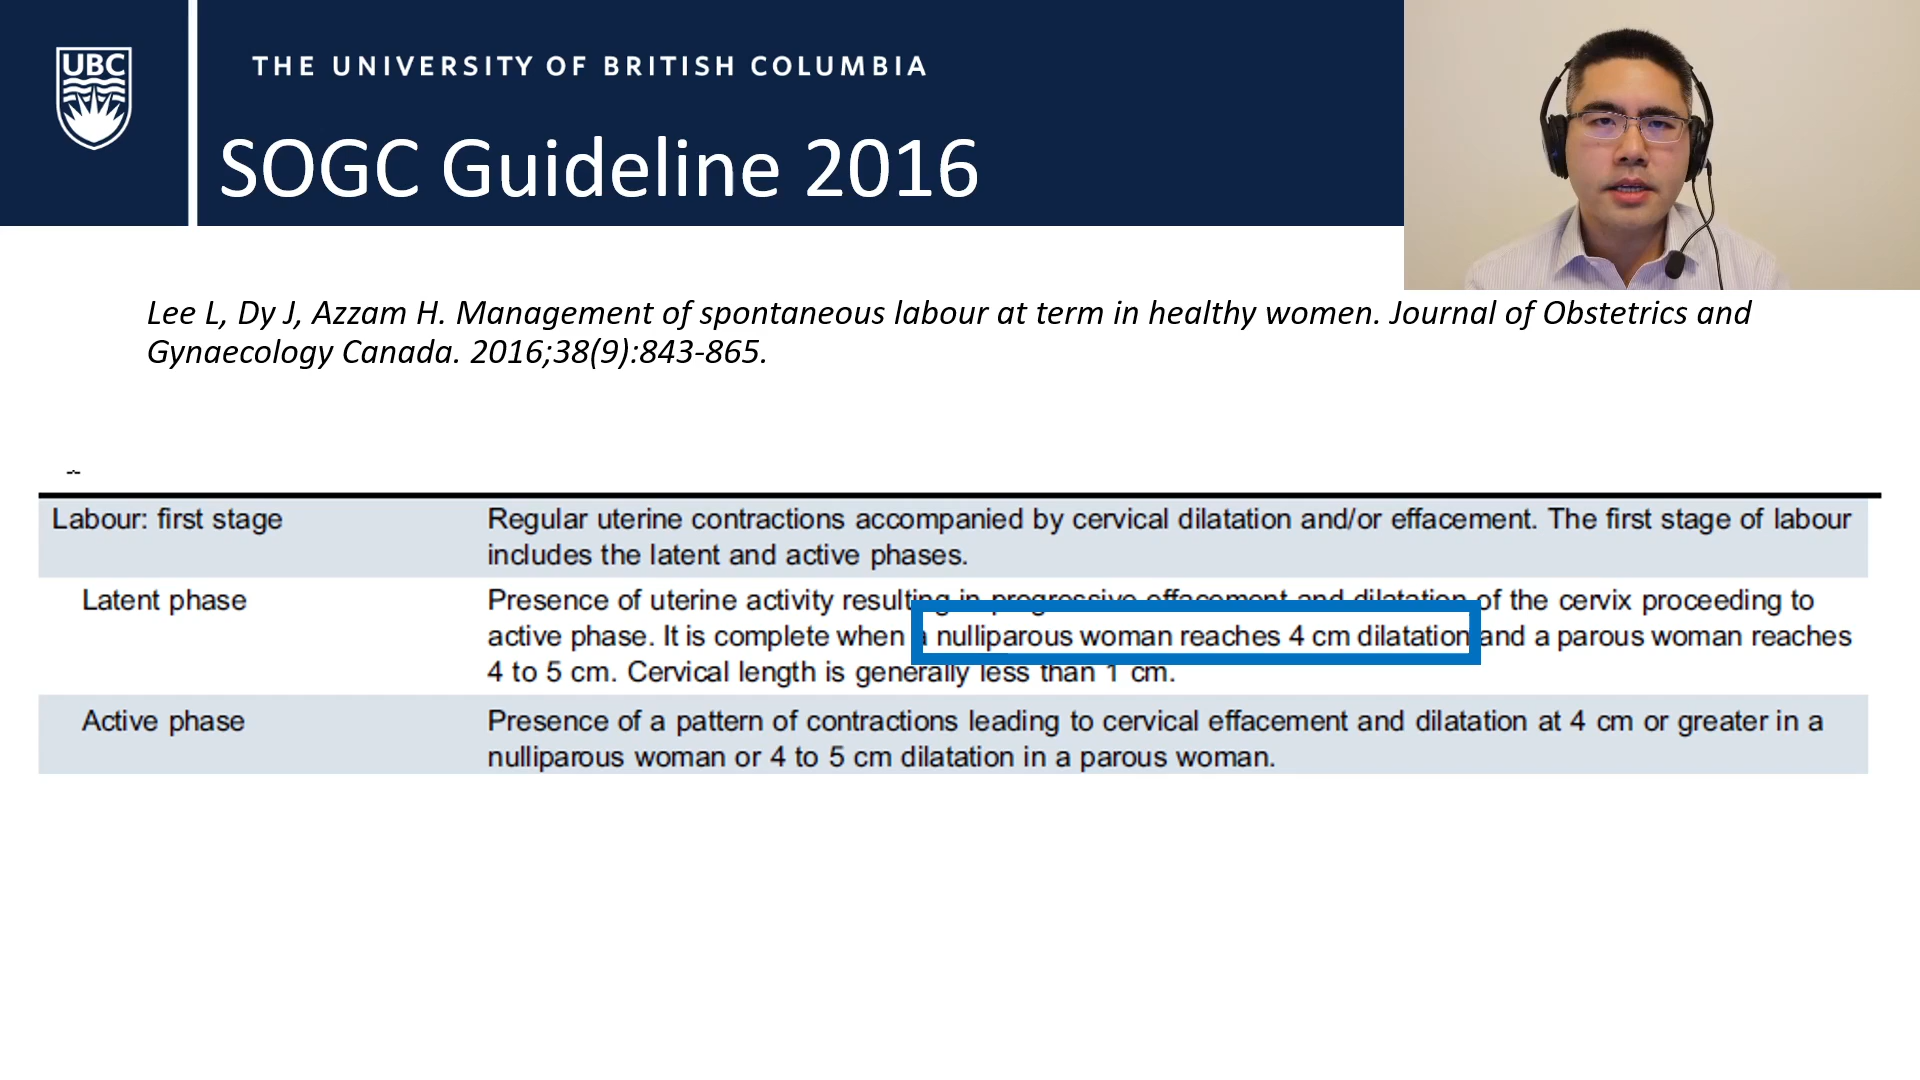 UBC
THE UNIVERSITY OF BRITISH COLUMBIA
SOGC Guideline 2016
Lee L, Dy J, Azzam H. Management of spontaneous labour at term in healthy women. Journal of Obstetrics and
Gynaecology Canada. 2016;38(9):843-865.
Labour: first stage
Regular uterine contractions accompanied by cervical dilatation and/or effacement. The first stage of labour
includes the latent and active phases.
Latent phase
Presence of uterine activity resulting in progressive effacement and dilatation of the cervix proceeding to
active phase. It is complete when a nulliparous woman reaches 4 cm dilatation and a parous woman reaches
4 to 5 cm. Cervical length is generally less than 1 cm.
Active phase
Presence of a pattern of contractions leading to cervical effacement and dilatation at 4 cm or greater in a
nulliparous woman or 4 to 5 cm dilatation in a parous woman.